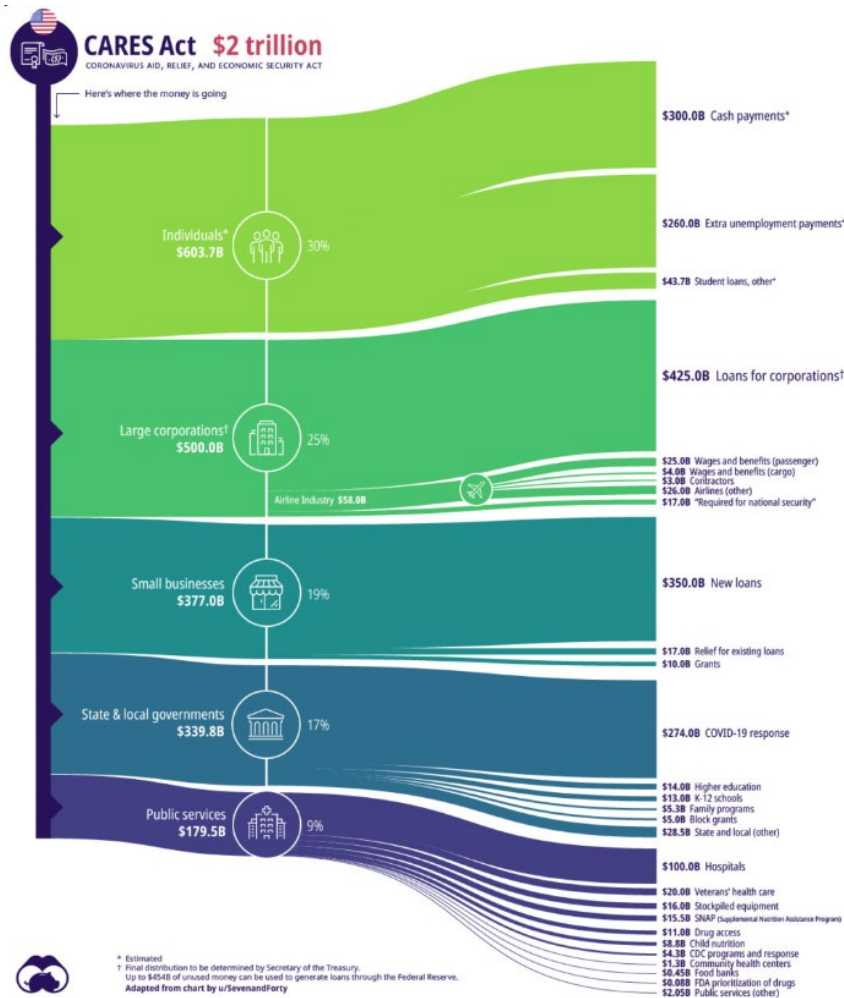 CARES Act $2 trillion
CORONAVIRUS AID, RELIEF, AND ECONOMIC SECURITY ACT
Here's where the money is going
Individuals*
$603.7B
30%
$300.0B Cash payments*
$260.0B Extra unemployment payments*
$43.7B Student loans, other*
Large corporations†
$500.0B
25%
Airline Industry $58.0B
$425.0B Loans for corporations†
$25.0B Wages and benefits (passenger)
$4.0B Wages and benefits (cargo)
$3.0B Contractors
$26.0B Airlines (other)
$17.0B "Required for national security"
Small businesses
$377.0B
19%
$350.0B New loans
$17.0B Relief for existing loans
$10.0B Grants
State & local governments
$339.8B
17%
$274.0B COVID-19 response
$14.0B Higher education
$13.0B K-12 schools
$5.3B Family programs
$5.0B Block grants
$28.5B State and local (other)
Public services
$179.5B
9%
$100.0B Hospitals
$20.0B Veterans' health care
$16.0B Stockpiled equipment
$15.5B SNAP (Supplemental Nutrition Assistance Program)
$11.0B Drug access
$8.8B Child nutrition
$4.3B CDC programs and response
$1.3B Community health centers
$0.45B Food banks
$0.08B FDA prioritization of drugs
$2.05B Public services (other)
* Estimated
† Final distribution to be determined by Secretary of the Treasury.
Up to $454B of unused money can be used to generate loans through the Federal Reserve.
Adapted from chart by u/SevenandForty